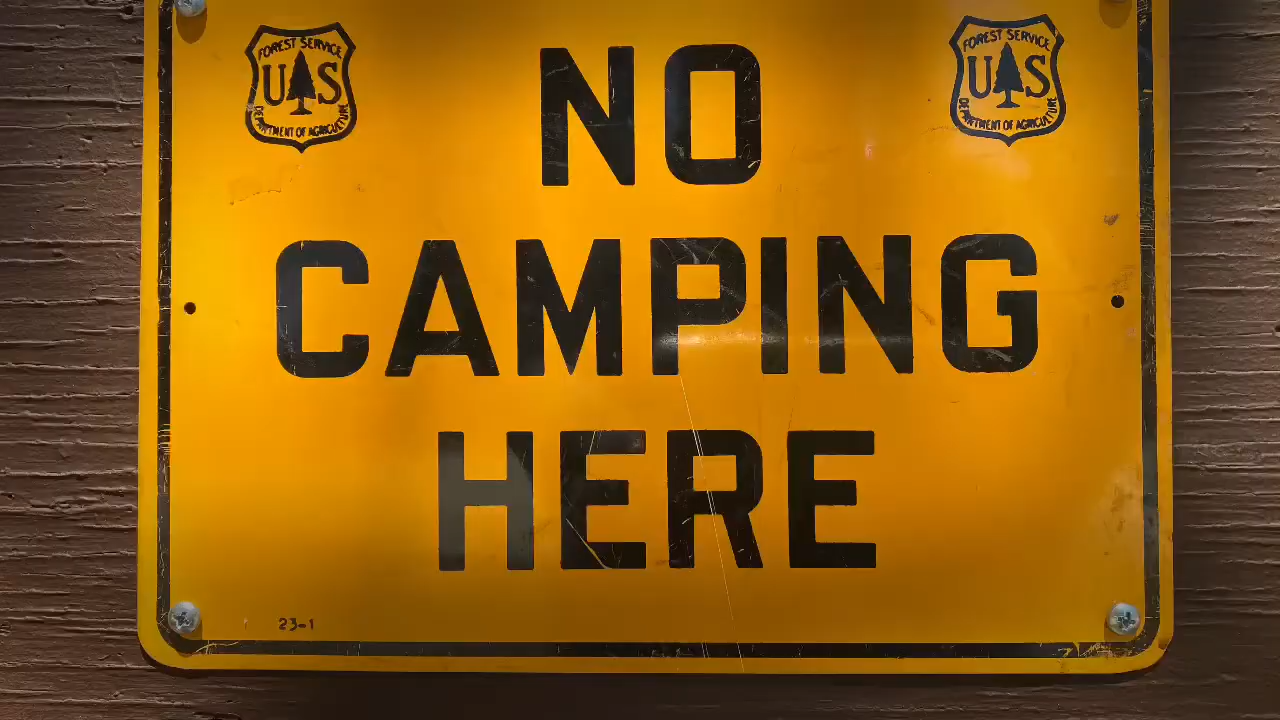 FOREST SERVICE
U S
DEPARTMENT OF AGRICULTURE
FOREST SERVICE
U S
DEPARTMENT OF AGRICULTURE
NO
CAMPING
HERE
23-1